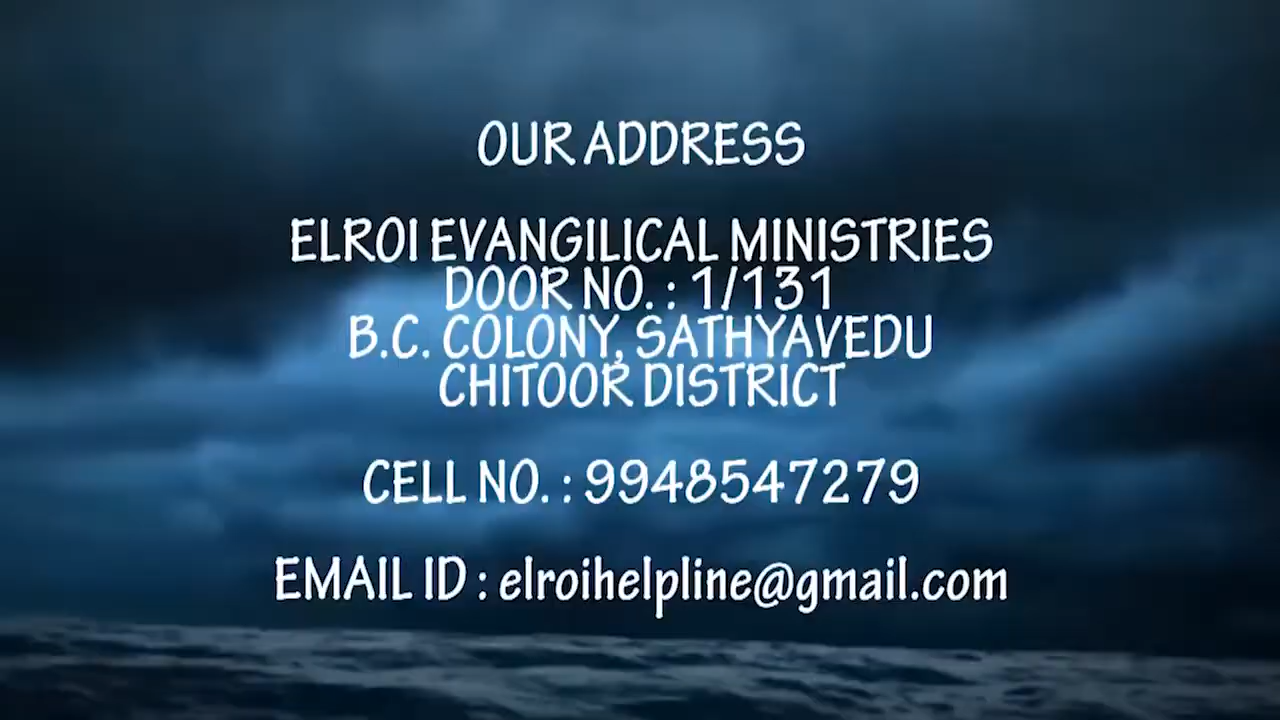 OUR ADDRESS
ELROI EVANGILICAL MINISTRIES
DOOR NO. : 1/131
B.C. COLONY, SATHYAVEDU
CHITOOR DISTRICT
CELL NO. : 9948547279
EMAIL ID : elroihelpline@gmail.com